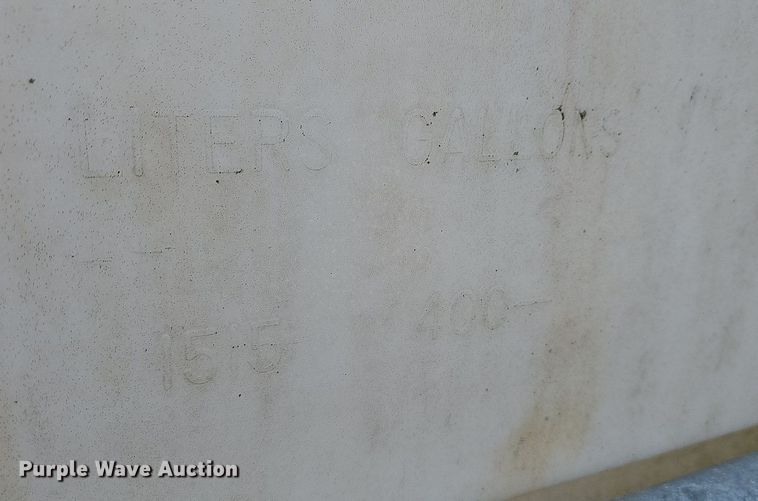 LITERS GALLONS
400
1515
Purple Wave Auction